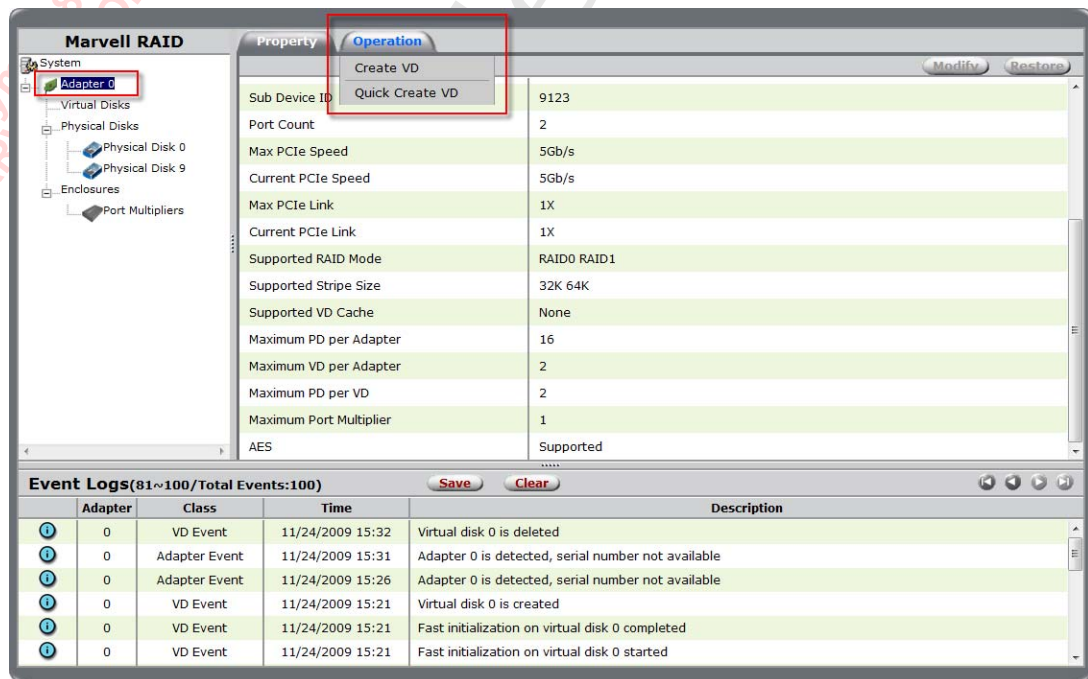 Marvell RAID
System
Adapter 0
Virtual Disks
Physical Disks
Physical Disk 0
Physical Disk 9
Enclosures
Port Multipliers
Property Operation
Create VD
Quick Create VD
Modify Restore
Sub Device ID 9123
Port Count 2
Max PCIe Speed 5Gb/s
Current PCIe Speed 5Gb/s
Max PCIe Link 1X
Current PCIe Link 1X
Supported RAID Mode RAID0 RAID1
Supported Stripe Size 32K 64K
Supported VD Cache None
Maximum PD per Adapter 16
Maximum VD per Adapter 2
Maximum PD per VD 2
Maximum Port Multiplier 1
AES Supported
Event Logs(81~100/Total Events:100) Save Clear
Adapter Class Time Description
0 VD Event 11/24/2009 15:32 Virtual disk 0 is deleted
0 Adapter Event 11/24/2009 15:31 Adapter 0 is detected, serial number not available
0 Adapter Event 11/24/2009 15:26 Adapter 0 is detected, serial number not available
0 VD Event 11/24/2009 15:21 Virtual disk 0 is created
0 VD Event 11/24/2009 15:21 Fast initialization on virtual disk 0 completed
0 VD Event 11/24/2009 15:21 Fast initialization on virtual disk 0 started